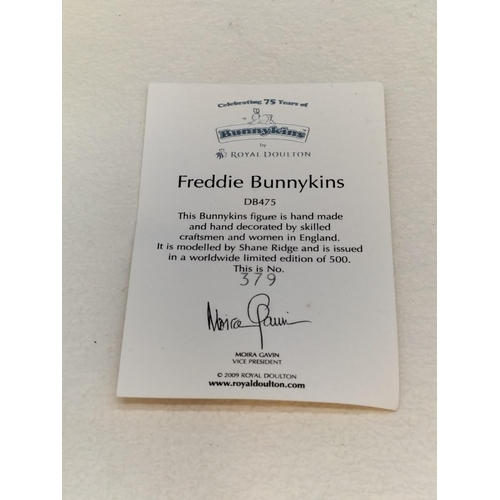 Celebrating 75 Years of
Bunnykins
by
ROYAL DOULTON
Freddie Bunnykins
DB475
This Bunnykins figure is hand made
and hand decorated by skilled
craftsmen and women in England.
It is modelled by Shane Ridge and is issued
in a worldwide limited edition of 500.
This is No.
379
Moira Gavin
MOIRA GAVIN
VICE PRESIDENT
© 2009 ROYAL DOULTON
www.royaldoulton.com